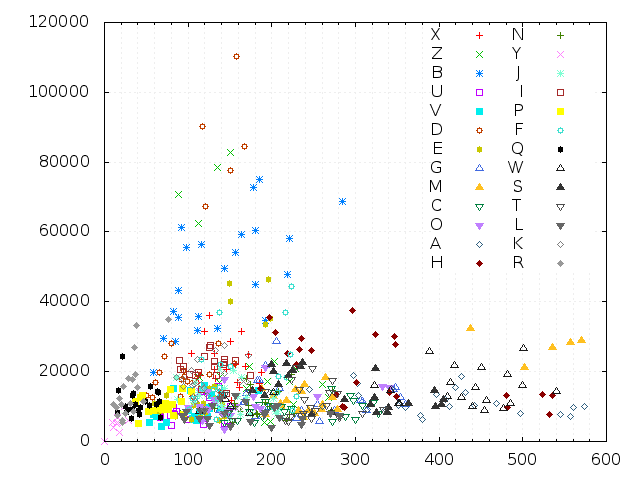 120000
100000
80000
60000
40000
20000
0
0 100 200 300 400 500 600
X N
Z Y
B J
U I
V P
D F
E Q
G W
M S
C T
O L
A K
H R